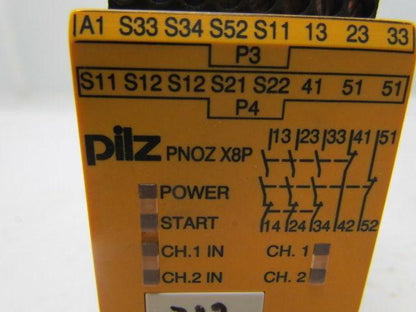 A1 S33 S34 S52 S11 13 23 33
P3
S11 S12 S12 S21 S22 41 51 51
P4
pilz PNOZ X8P
13 23 33 41 51
POWER
START
14 24 34 42 52
CH.1 IN CH. 1
CH.2 IN CH. 2